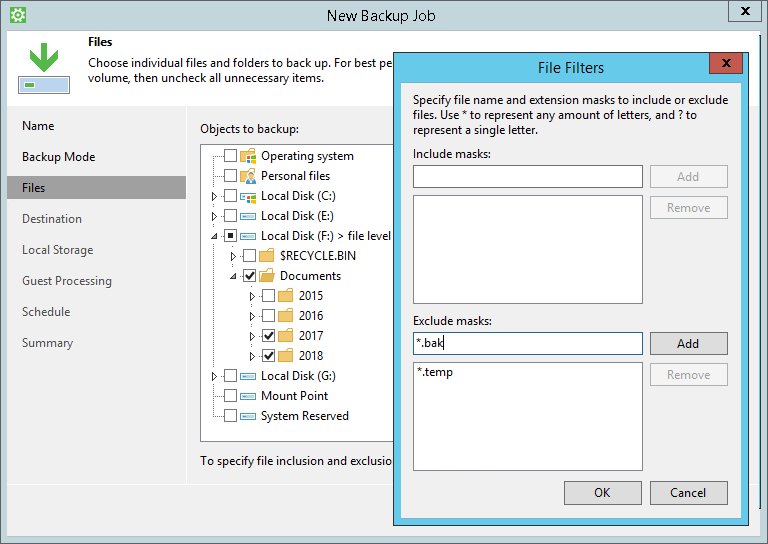 New Backup Job
X
Files
Choose individual files and folders to back up. For best pe
volume, then uncheck all unnecessary items.
Name
Backup Mode
Files
Destination
Local Storage
Guest Processing
Schedule
Summary
Objects to backup:
Operating system
Personal files
Local Disk (C:)
Local Disk (E:)
Local Disk (F:) > file level
$RECYCLE.BIN
Documents
2015
2016
2017
2018
Local Disk (G:)
Mount Point
System Reserved
To specify file inclusion and exclusion
File Filters
X
Specify file name and extension masks to include or exclude
files. Use * to represent any amount of letters, and ? to
represent a single letter.
Include masks:
Add
Remove
Exclude masks:
*.bak
Add
*.temp
Remove
OK
Cancel